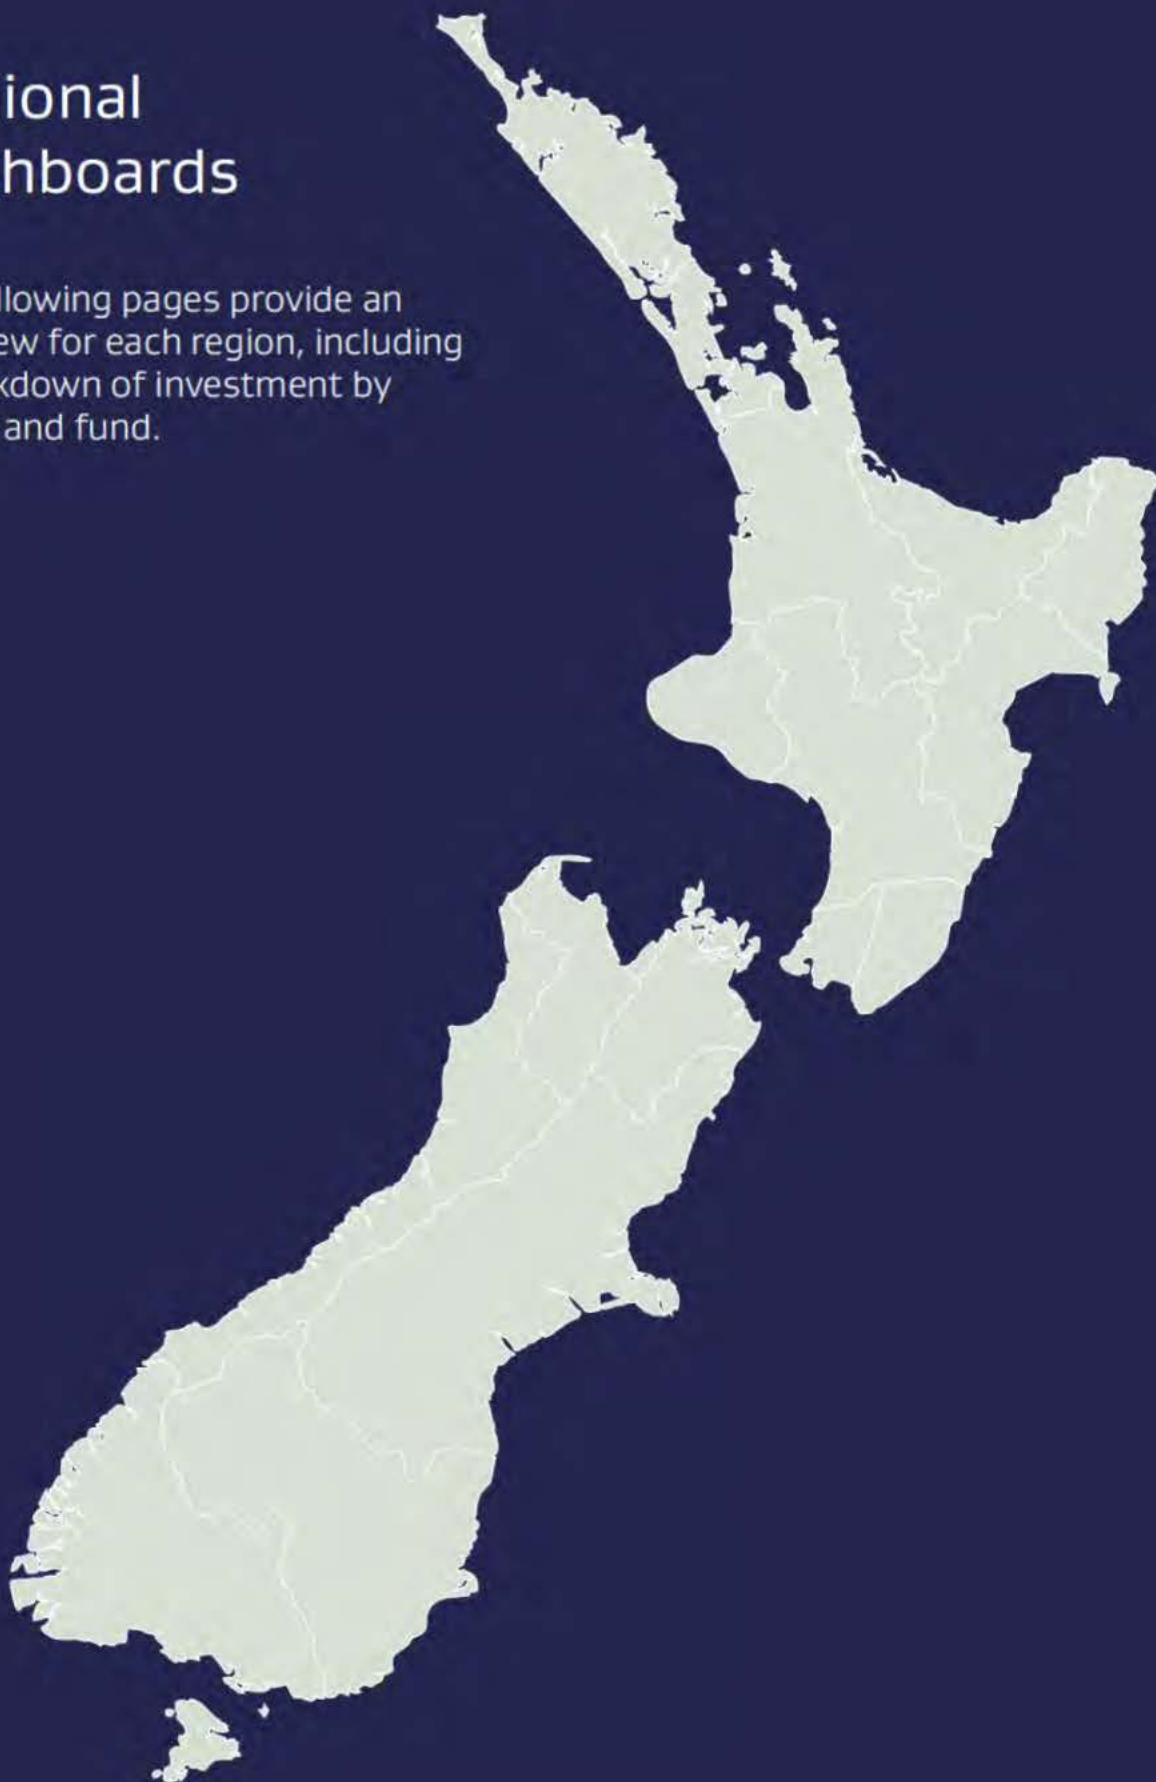 ional
hboards
llowing pages provide an
ew for each region, including
kdown of investment by
and fund.